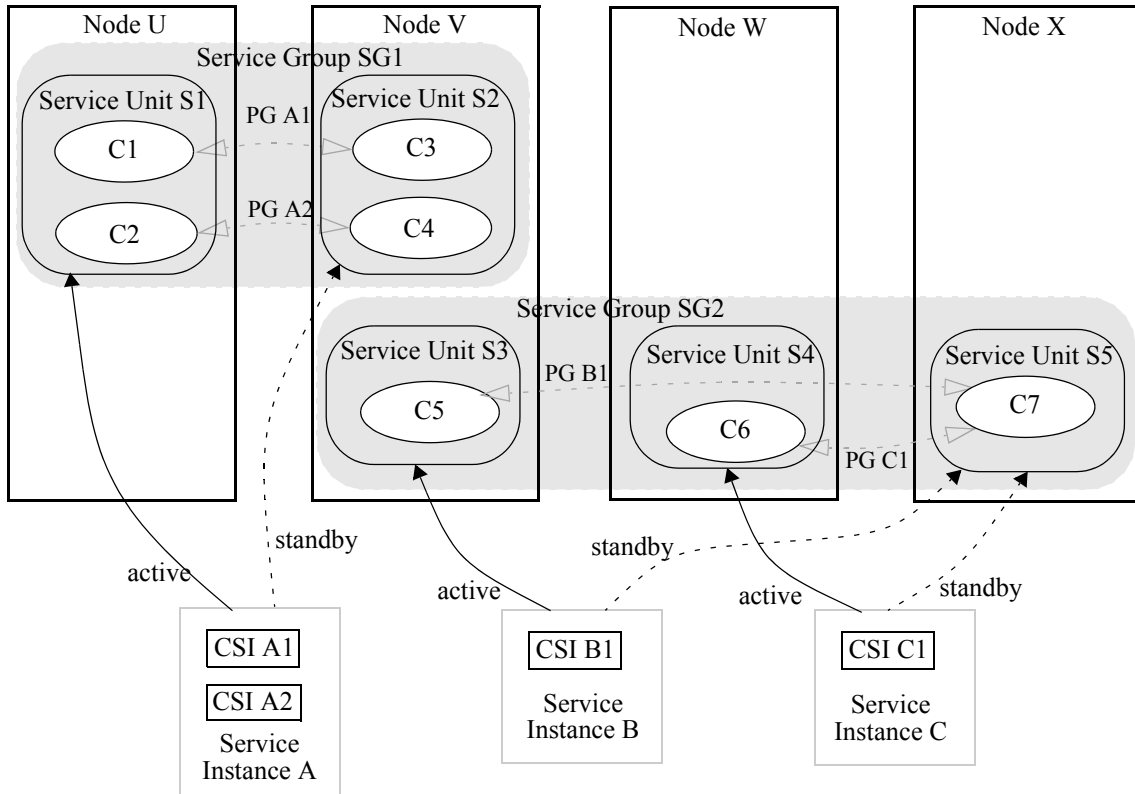 Node U
Node V
Node W
Node X
Service Group SG1
Service Unit S1
PG A1
Service Unit S2
C1
C3
PG A2
C2
C4
Service Group SG2
Service Unit S3
Service Unit S4
Service Unit S5
PG B1
C5
C6
C7
PG C1
standby
standby
active
active
active
standby
CSI A1
CSI A2
Service
Instance A
CSI B1
Service
Instance B
CSI C1
Service
Instance C